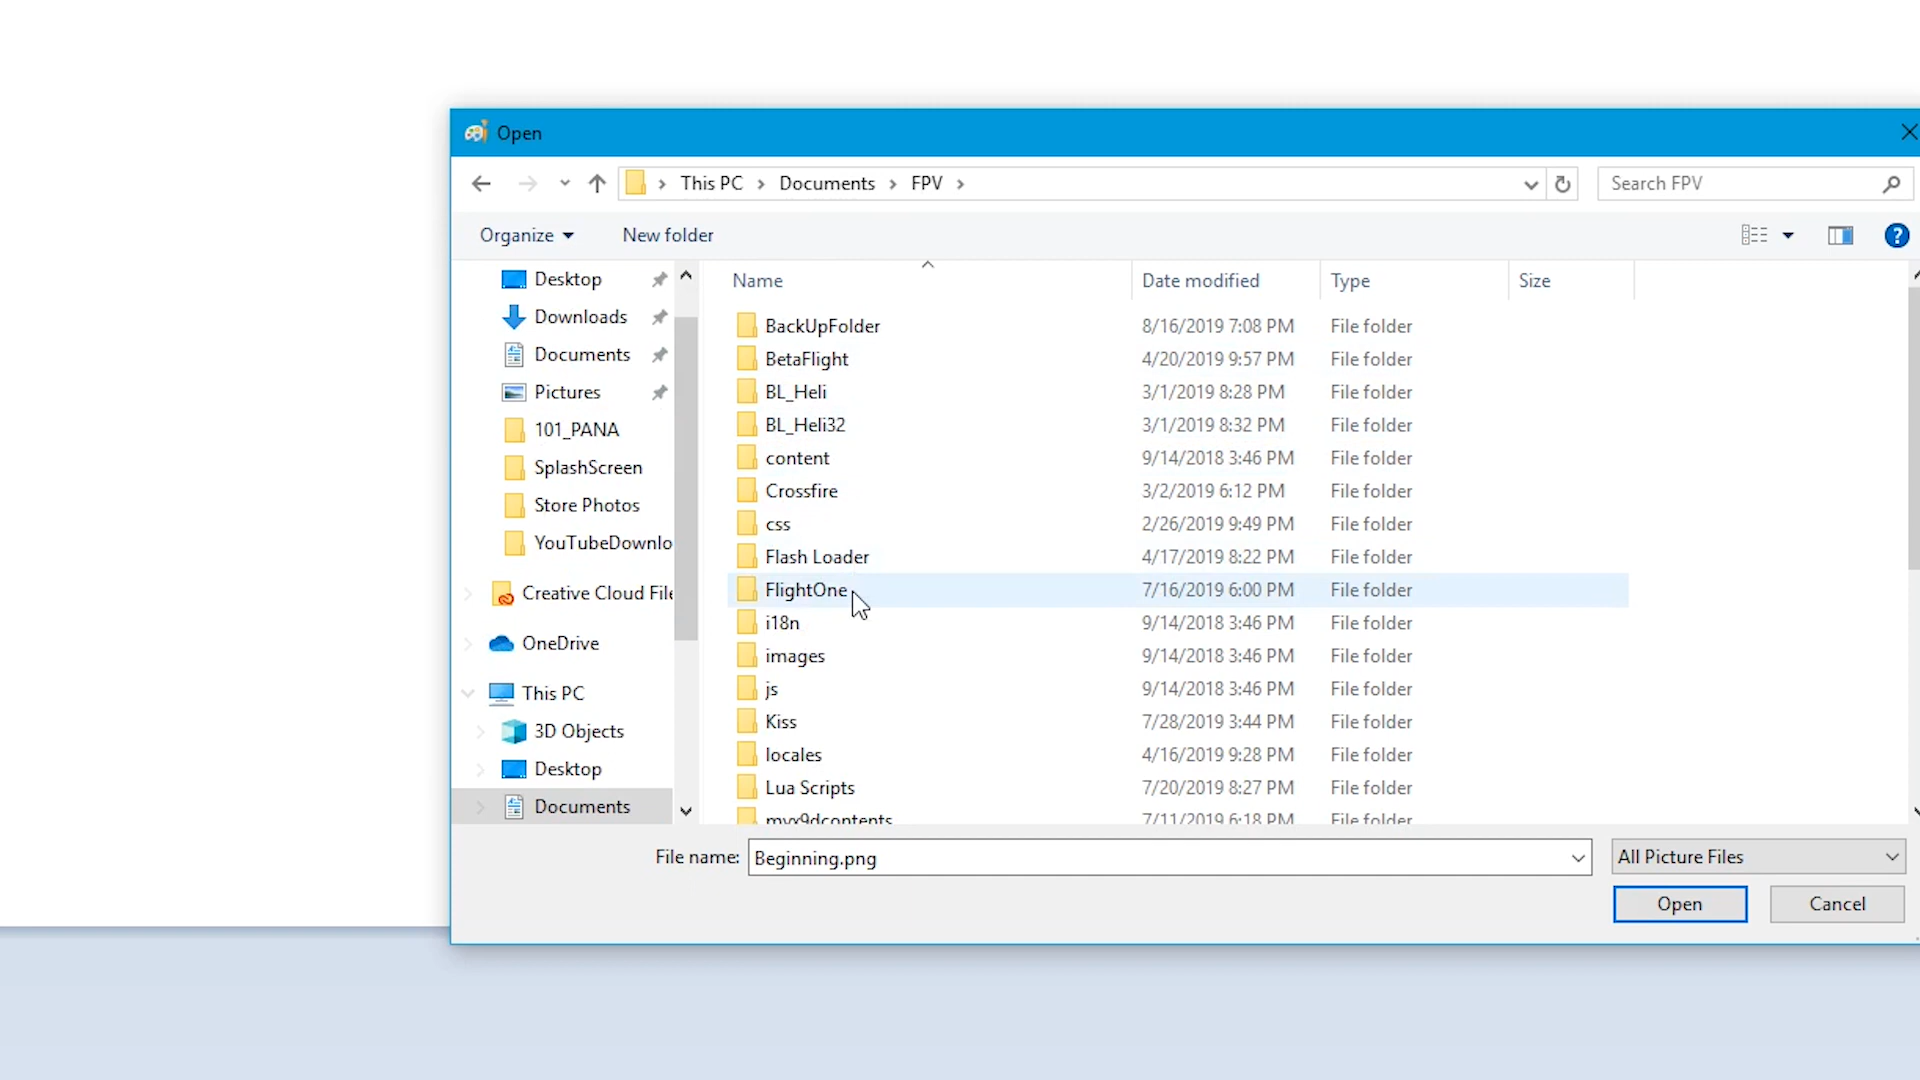 Open
This PC > Documents > FPV >
Search FPV
Organize
New folder
?
Desktop
Downloads
Documents
Pictures
101_PANA
SplashScreen
Store Photos
YouTubeDownlo
Creative Cloud File
OneDrive
This PC
3D Objects
Desktop
Documents
Name Date modified Type Size
BackUpFolder 8/16/2019 7:08 PM File folder
BetaFlight 4/20/2019 9:57 PM File folder
BL_Heli 3/1/2019 8:28 PM File folder
BL_Heli32 3/1/2019 8:32 PM File folder
content 9/14/2018 3:46 PM File folder
Crossfire 3/2/2019 6:12 PM File folder
css 2/26/2019 9:49 PM File folder
Flash Loader 4/17/2019 8:22 PM File folder
FlightOne 7/16/2019 6:00 PM File folder
i18n 9/14/2018 3:46 PM File folder
images 9/14/2018 3:46 PM File folder
js 9/14/2018 3:46 PM File folder
Kiss 7/28/2019 3:44 PM File folder
locales 4/16/2019 9:28 PM File folder
Lua Scripts 7/20/2019 8:27 PM File folder
myx9dcontents 7/11/2019 6:18 PM File folder
File name: Beginning.png
All Picture Files
Open
Cancel